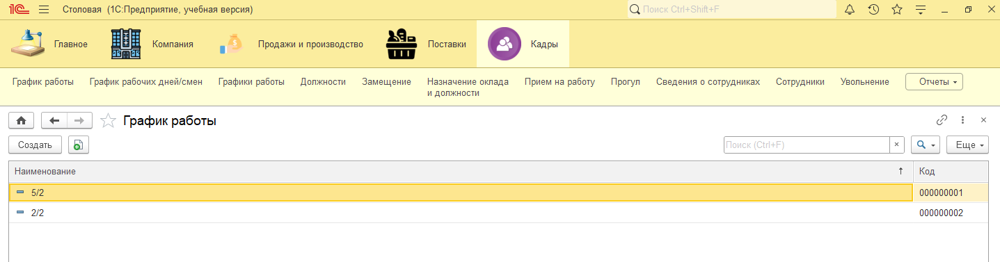 1С Столовая (1С:Предприятие, учебная версия) Поиск Ctrl+Shift+F
Главное Компания Продажи и производство Поставки Кадры
График работы График рабочих дней/смен Графики работы Должности Замещение Назначение оклада Прием на работу Прогул Сведения о сотрудниках Сотрудники Увольнение Отчеты
и должности
График работы
Создать Поиск (Ctrl+F) × Еще
Наименование ↑ Код
5/2 000000001
2/2 000000002